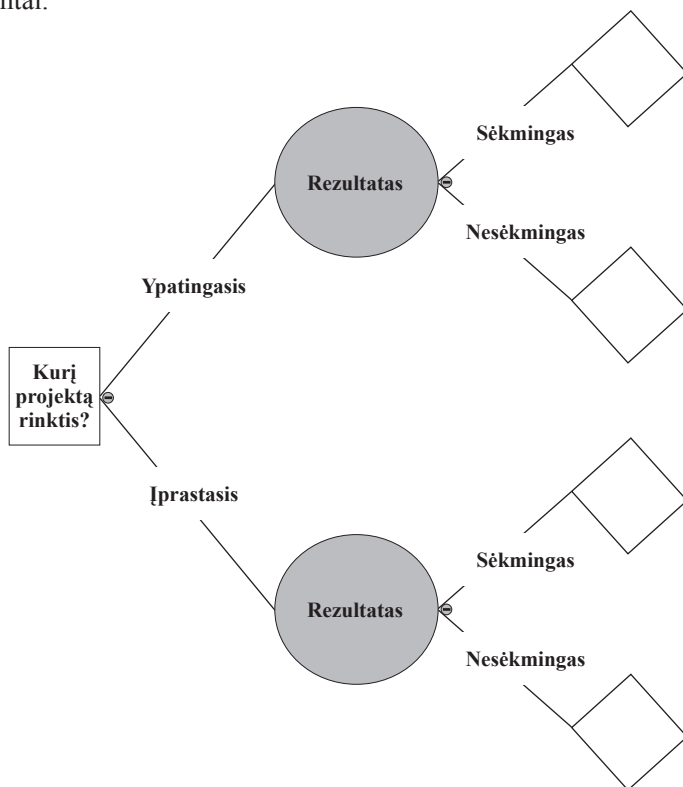 Sėkmingas
Rezultatas
Nesėkmingas
Ypatingasis
Kurį
projektą
rinktis?
Įprastasis
Sėkmingas
Rezultatas
Nesėkmingas